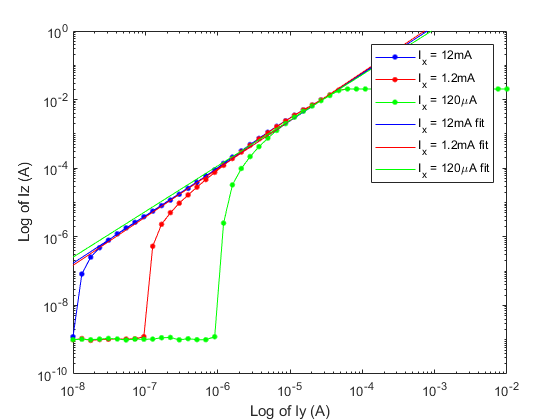 10^0
10^-2
10^-4
10^-6
10^-8
10^-10
Log of Iz (A)
I_x = 12mA
I_x = 1.2mA
I_x = 120μA
I_x = 12mA fit
I_x = 1.2mA fit
I_x = 120μA fit
10^-8 10^-7 10^-6 10^-5 10^-4 10^-3 10^-2
Log of Iy (A)